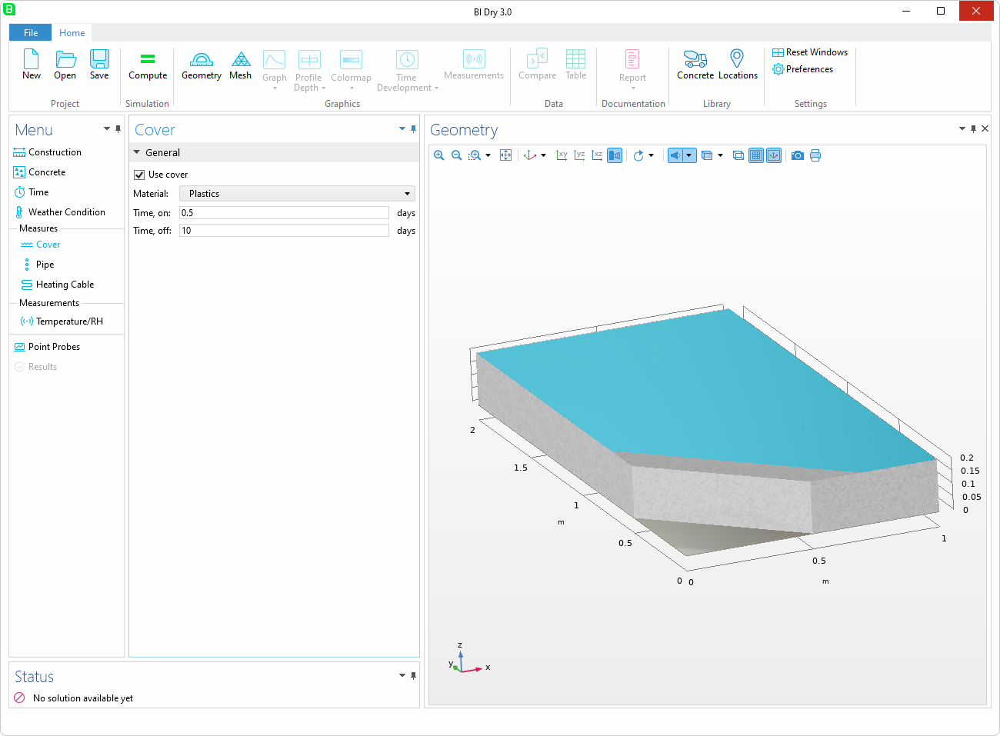 B
BI Dry 3.0
File
Home
New
Open
Save
Project
Compute
Simulation
Geometry
Mesh
Graph
Profile
Depth
Colormap
Time
Development
Measurements
Graphics
Compare
Table
Data
Report
Documentation
Concrete
Locations
Library
Reset Windows
Preferences
Settings
Menu
Construction
Concrete
Time
Weather Condition
Measures
Cover
Pipe
Heating Cable
Measurements
Temperature/RH
Point Probes
Results
Cover
General
Use cover
Material: Plastics
Time, on: 0.5 days
Time, off: 10 days
Geometry
xy
yz
xz
2
1.5
1
m
0.5
0
0
0.5
m
1
0.2
0.15
0.1
0.05
0
z
y
x
Status
No solution available yet